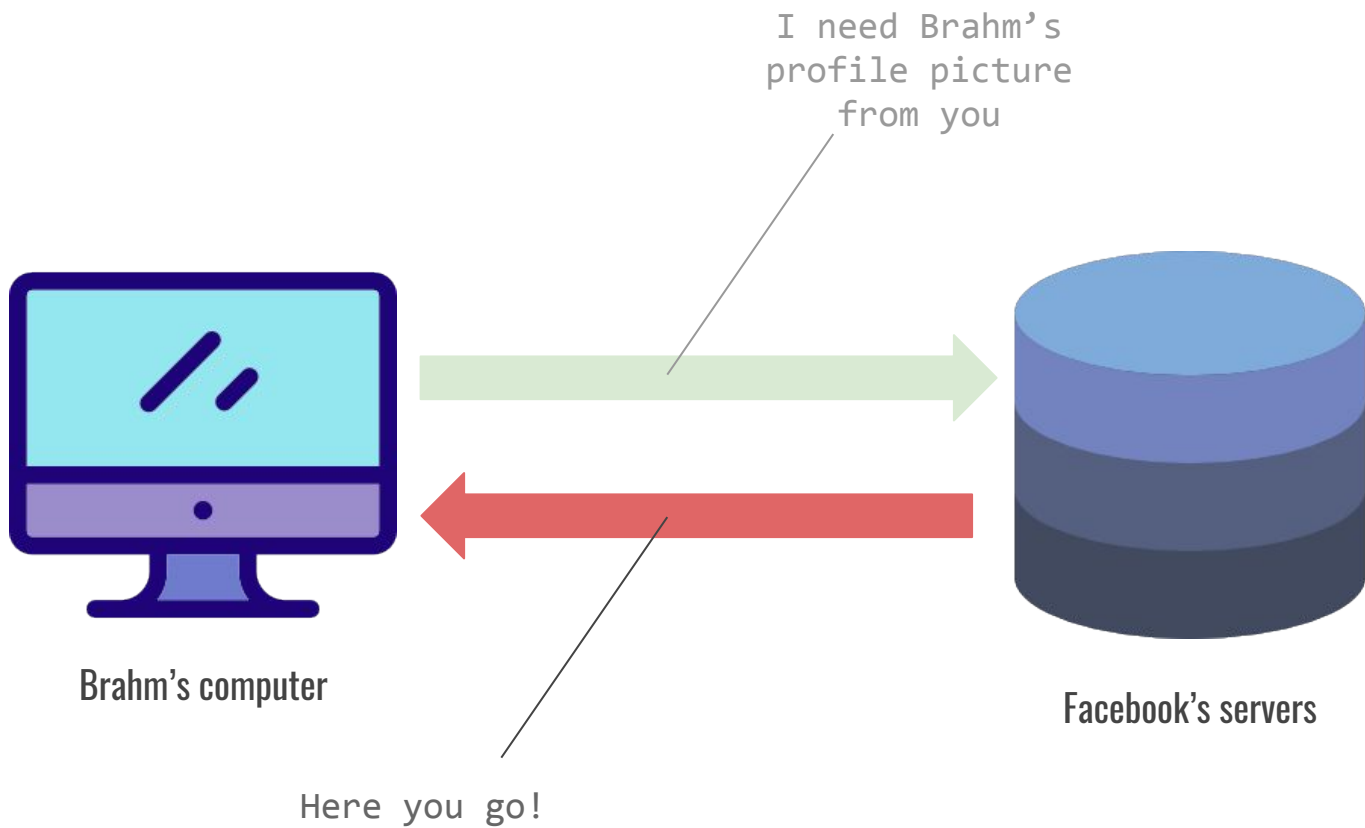 I need Brahm’s
profile picture
from you
Brahm’s computer
Facebook’s servers
Here you go!